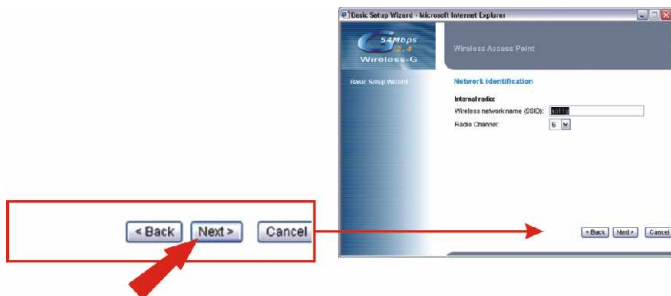 Basic Setup Wizard - Microsoft Internet Explorer
54Mbps
2.4
Wireless-G
Wireless Access Point
Basic Setup Wizard
Network Identification
Internal radio:
Wireless network name (SSID):
Radio Channel: 6
< Back Next > Cancel
< Back Next > Cancel